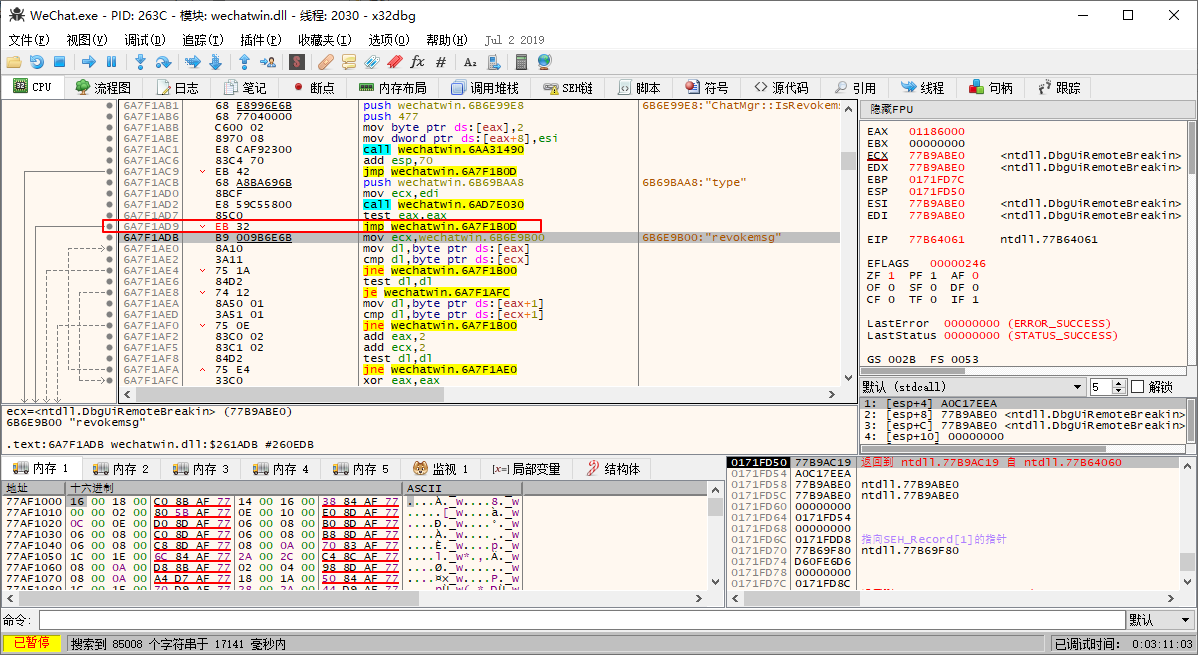 WeChat.exe - PID: 263C - 模块: wechatwin.dll - 线程: 2030 - x32dbg
文件(F) 视图(V) 调试(D) 追踪(T) 插件(P) 收藏夹(I) 选项(O) 帮助(H) Jul 2 2019
CPU 流程图 日志 笔记 断点 内存布局 调用堆栈 SEH链 脚本 符号 源代码 引用 线程 句柄 跟踪
6A7F1AB1 68 E8996E6B push wechatwin.6B6E99E8 6B6E99E8:"ChatMgr::IsRevokems
6A7F1AB6 68 77040000 push 477
6A7F1ABB C600 02 mov byte ptr ds:[eax],2
6A7F1ABE 8970 08 mov dword ptr ds:[eax+8],esi
6A7F1AC1 E8 CAF92300 call wechatwin.6AA31490
6A7F1AC6 83C4 70 add esp,70
6A7F1AC9 EB 42 jmp wechatwin.6A7F1B0D
6A7F1ACB 68 A8BA696B push wechatwin.6B69BAA8 6B69BAA8:"type"
6A7F1AD0 8BCF mov ecx,edi
6A7F1AD2 E8 59C55800 call wechatwin.6AD7E030
6A7F1AD7 85C0 test eax,eax
6A7F1AD9 EB 32 jmp wechatwin.6A7F1B0D
6A7F1ADB B9 009B6E6B mov ecx,wechatwin.6B6E9B00 6B6E9B00:"revokemsg"
6A7F1AE0 8A10 mov dl,byte ptr ds:[eax]
6A7F1AE2 3A11 cmp dl,byte ptr ds:[ecx]
6A7F1AE4 75 1A jne wechatwin.6A7F1B00
6A7F1AE6 84D2 test dl,dl
6A7F1AE8 74 12 je wechatwin.6A7F1AFC
6A7F1AEA 8A50 01 mov dl,byte ptr ds:[eax+1]
6A7F1AED 3A51 01 cmp dl,byte ptr ds:[ecx+1]
6A7F1AF0 75 0E jne wechatwin.6A7F1B00
6A7F1AF2 83C0 02 add eax,2
6A7F1AF5 83C1 02 add ecx,2
6A7F1AF8 84D2 test dl,dl
6A7F1AFA 75 E4 jne wechatwin.6A7F1AE0
6A7F1AFC 33C0 xor eax,eax
隐藏FPU
EAX 01186000
EBX 00000000
ECX 77B9ABE0 <ntdll.DbgUiRemoteBreakin>
EDX 77B9ABE0 <ntdll.DbgUiRemoteBreakin>
EBP 0171FD7C
ESP 0171FD50
ESI 77B9ABE0 <ntdll.DbgUiRemoteBreakin>
EDI 77B9ABE0 <ntdll.DbgUiRemoteBreakin>
EIP 77B64061 ntdll.77B64061
EFLAGS 00000246
ZF 1 PF 1 AF 0
OF 0 SF 0 DF 0
CF 0 TF 0 IF 1
LastError 00000000 (ERROR_SUCCESS)
LastStatus 00000000 (STATUS_SUCCESS)
GS 002B FS 0053
默认 (stdcall) 5 解锁
1: [esp+4] A0C17EEA
2: [esp+8] 77B9ABE0 <ntdll.DbgUiRemoteBreakin>
3: [esp+C] 77B9ABE0 <ntdll.DbgUiRemoteBreakin>
4: [esp+10] 00000000
ecx=<ntdll.DbgUiRemoteBreakin> (77B9ABE0)
6B6E9B00 "revokemsg"
.text:6A7F1ADB wechatwin.dll:$261ADB #260EDB
内存 1 内存 2 内存 3 内存 4 内存 5 监视 1 [x=] 局部变量 结构体
地址 十六进制 ASCII
77AF1000 16 00 18 00 C0 8B AF 77 14 00 16 00 38 84 AF 77 ....À._w....8._w
77AF1010 00 00 02 00 80 5B AF 77 0E 00 10 00 E0 8D AF 77
77AF1020 0C 00 0E 00 D0 8D AF 77 06 00 08 00 B0 8D AF 77
77AF1030 06 00 08 00 C0 8D AF 77 06 00 08 00 B8 8D AF 77
77AF1040 06 00 08 00 C8 8D AF 77 08 00 0A 00 70 83 AF 77
77AF1050 1C 00 1E 00 6C 84 AF 77 2A 00 2C 00 C4 8C AF 77
77AF1060 08 00 0A 00 D8 8B AF 77 02 00 04 00 98 8D AF 77
77AF1070 08 00 0A 00 A4 D7 AF 77 18 00 1A 00 50 84 AF 77
0171FD50 77B9AC19 返回到 ntdll.77B9AC19 自 ntdll.77B64060
0171FD54 A0C17EEA
0171FD58 77B9ABE0 ntdll.77B9ABE0
0171FD5C 77B9ABE0 ntdll.77B9ABE0
0171FD60 00000000
0171FD64 0171FD54
0171FD68 00000000
0171FD6C 0171FDD8 指向SEH_Record[1]的指针
0171FD70 77B69F80 ntdll.77B69F80
0171FD74 D60FE6D6
0171FD78 00000000
0171FD7C 0171FD8C
命令: 默认
已暂停 搜索到 85008 个字符串于 17141 毫秒内 已调试时间: 0:03:11:03